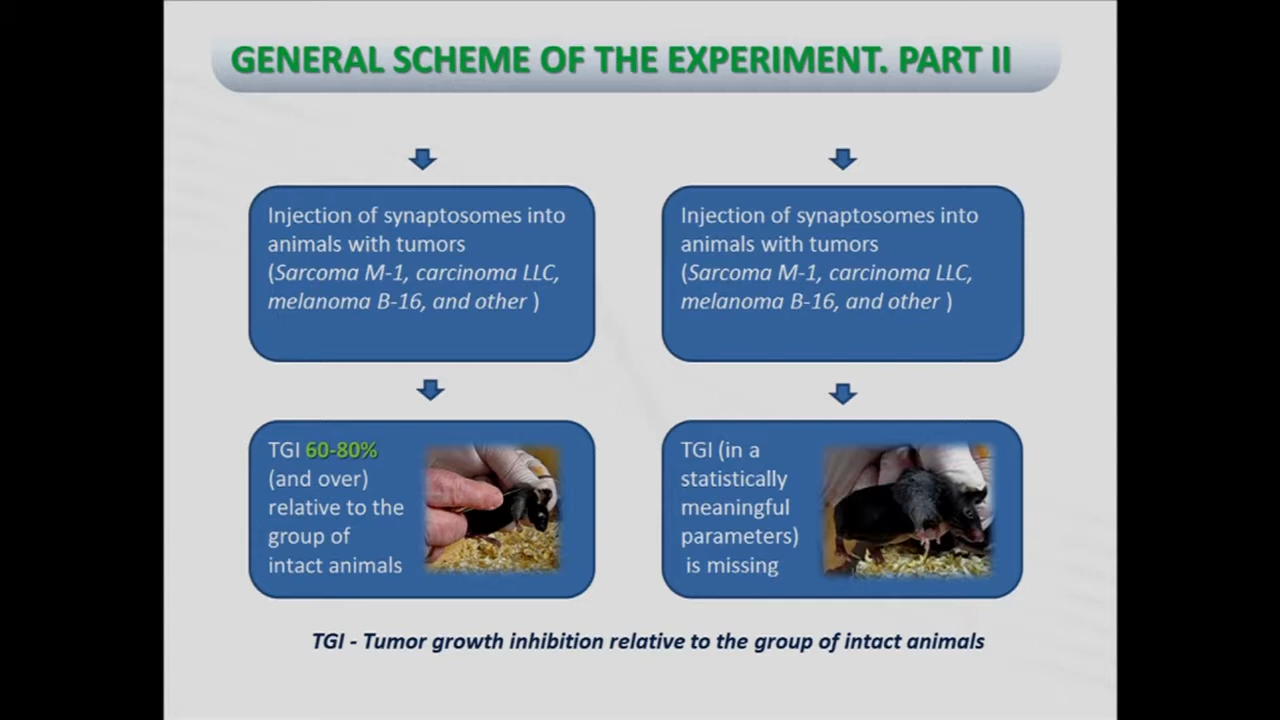 GENERAL SCHEME OF THE EXPERIMENT. PART II
Injection of synaptosomes into
animals with tumors
(Sarcoma M-1, carcinoma LLC,
melanoma B-16, and other )
Injection of synaptosomes into
animals with tumors
(Sarcoma M-1, carcinoma LLC,
melanoma B-16, and other )
TGI 60-80%
(and over)
relative to the
group of
intact animals
TGI (in a
statistically
meaningful
parameters)
is missing
TGI - Tumor growth inhibition relative to the group of intact animals